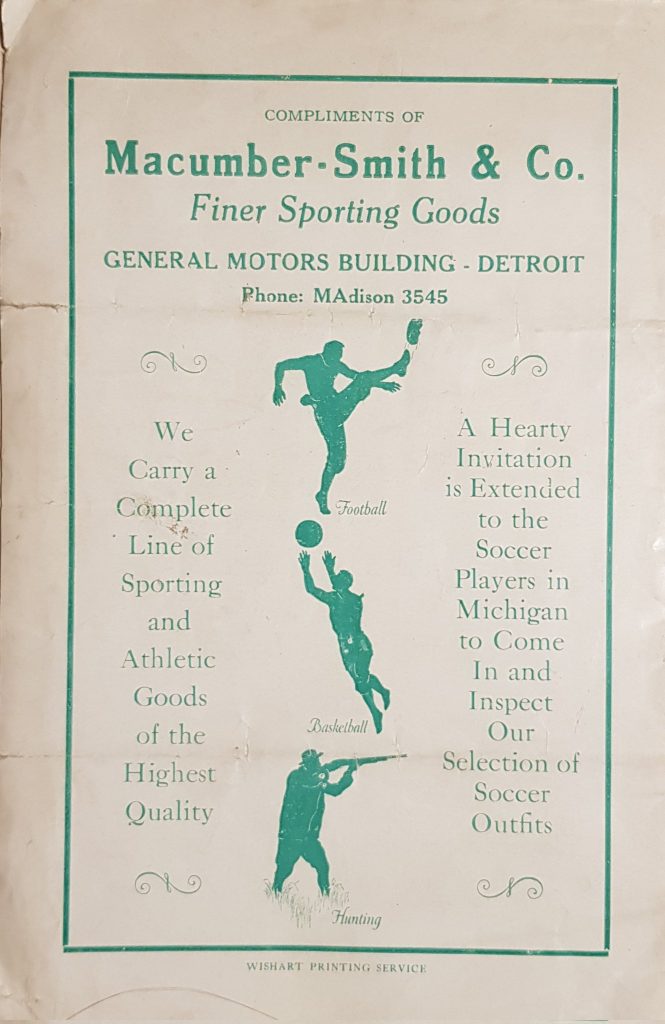 COMPLIMENTS OF
Macumber-Smith & Co.
Finer Sporting Goods
GENERAL MOTORS BUILDING - DETROIT
Phone: MAdison 3545
We
Carry a
Complete
Line of
Sporting
and
Athletic
Goods
of the
Highest
Quality
Football
Basketball
Hunting
A Hearty
Invitation
is Extended
to the
Soccer
Players in
Michigan
to Come
In and
Inspect
Our
Selection of
Soccer
Outfits
WISHART PRINTING SERVICE